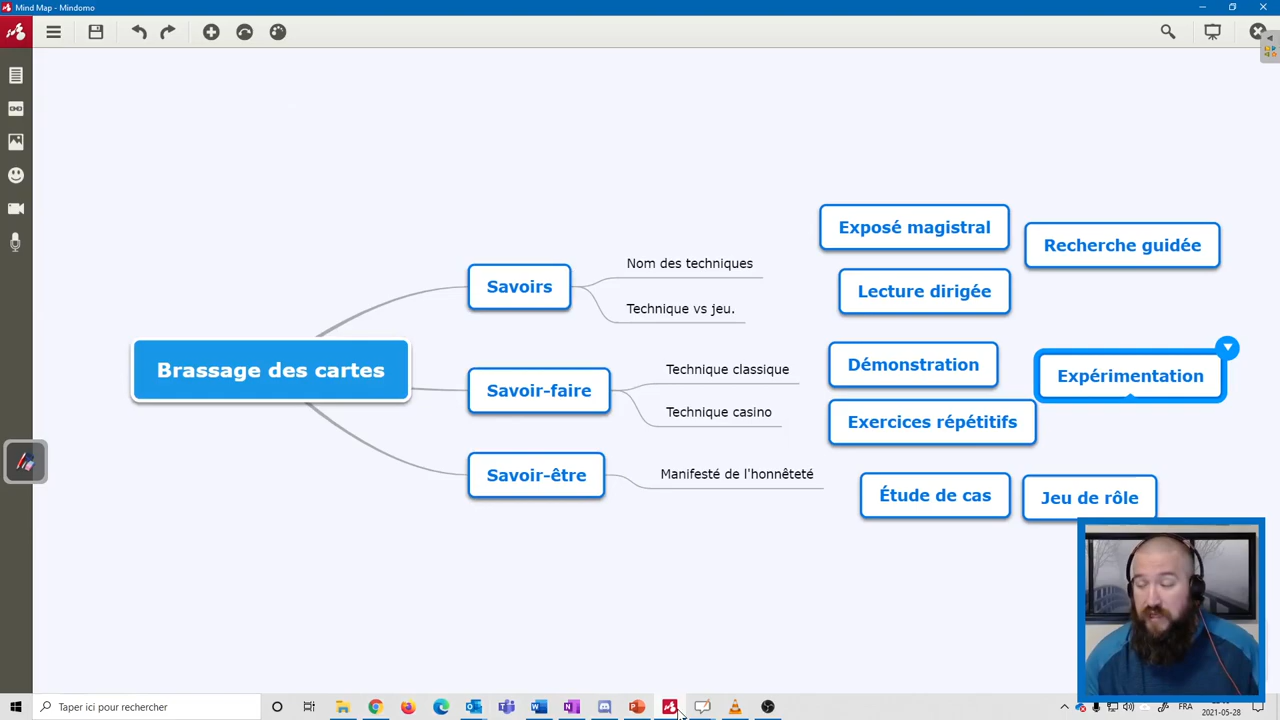 Mind Map - Mindomo
Exposé magistral
Recherche guidée
Nom des techniques
Savoirs
Lecture dirigée
Technique vs jeu.
Démonstration
Brassage des cartes
Technique classique
Expérimentation
Savoir-faire
Technique casino
Exercices répétitifs
Savoir-être
Manifesté de l'honnêteté
Étude de cas
Jeu de rôle
Taper ici pour rechercher
FRA
2021-05-28